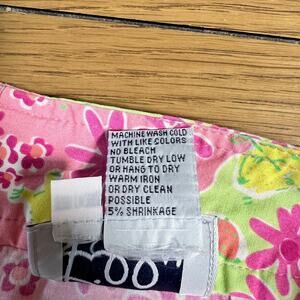 MACHINE WASH COLD
WITH LIKE COLORS
NO BLEACH
TUMBLE DRY LOW
OR HANG TO DRY
WARM IRON
OR DRY CLEAN
POSSIBLE
5% SHRINKAGE